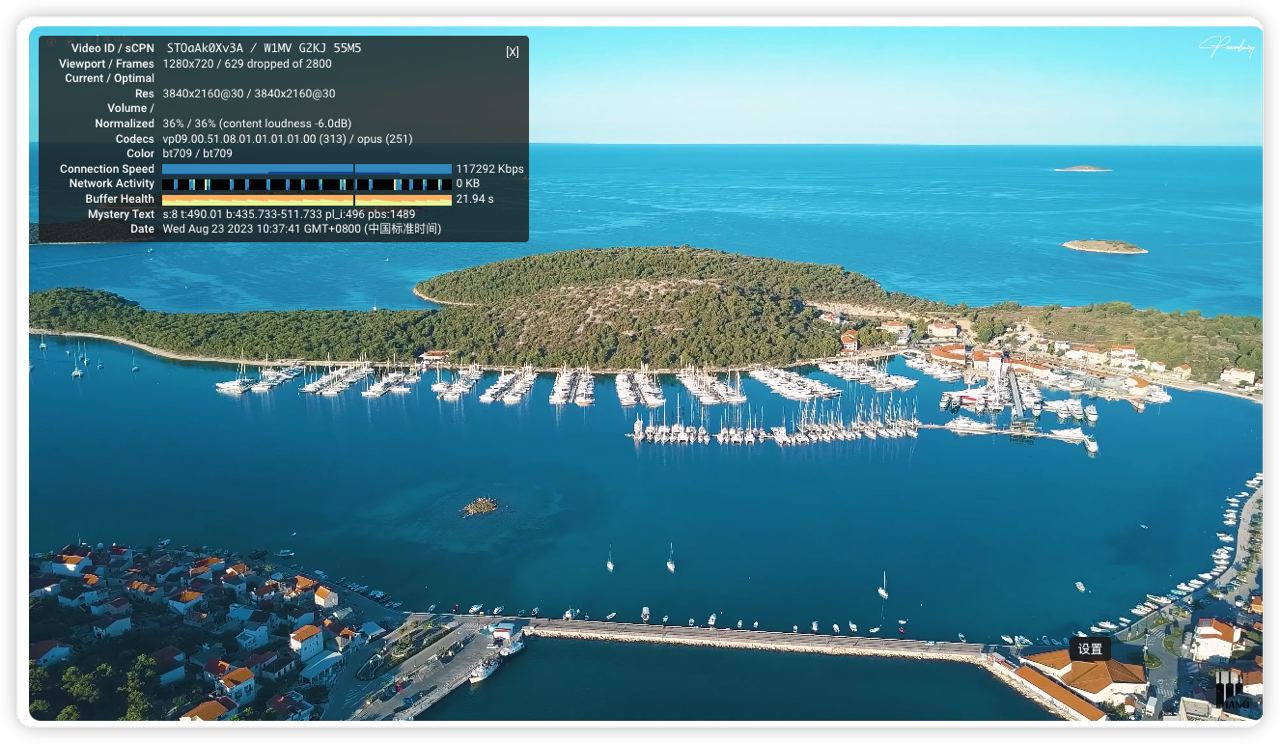 Video ID / sCPN STOaAk0Xv3A / W1MV G2KJ 55M5
[X]
Viewport / Frames 1280x720 / 629 dropped of 2800
Current / Optimal
Res 3840x2160@30 / 3840x2160@30
Volume /
Normalized 36% / 36% (content loudness -6.0dB)
Codecs vp09.00.51.08.01.01.01.01.00 (313) / opus (251)
Color bt709 / bt709
Connection Speed 117292 Kbps
Network Activity 0 KB
Buffer Health 21.94 s
Mystery Text s:8 t:490.01 b:435.733-511.733 pl_i:496 pbs:1489
Date Wed Aug 23 2023 10:37:41 GMT+0800 (中国标准时间)
设置